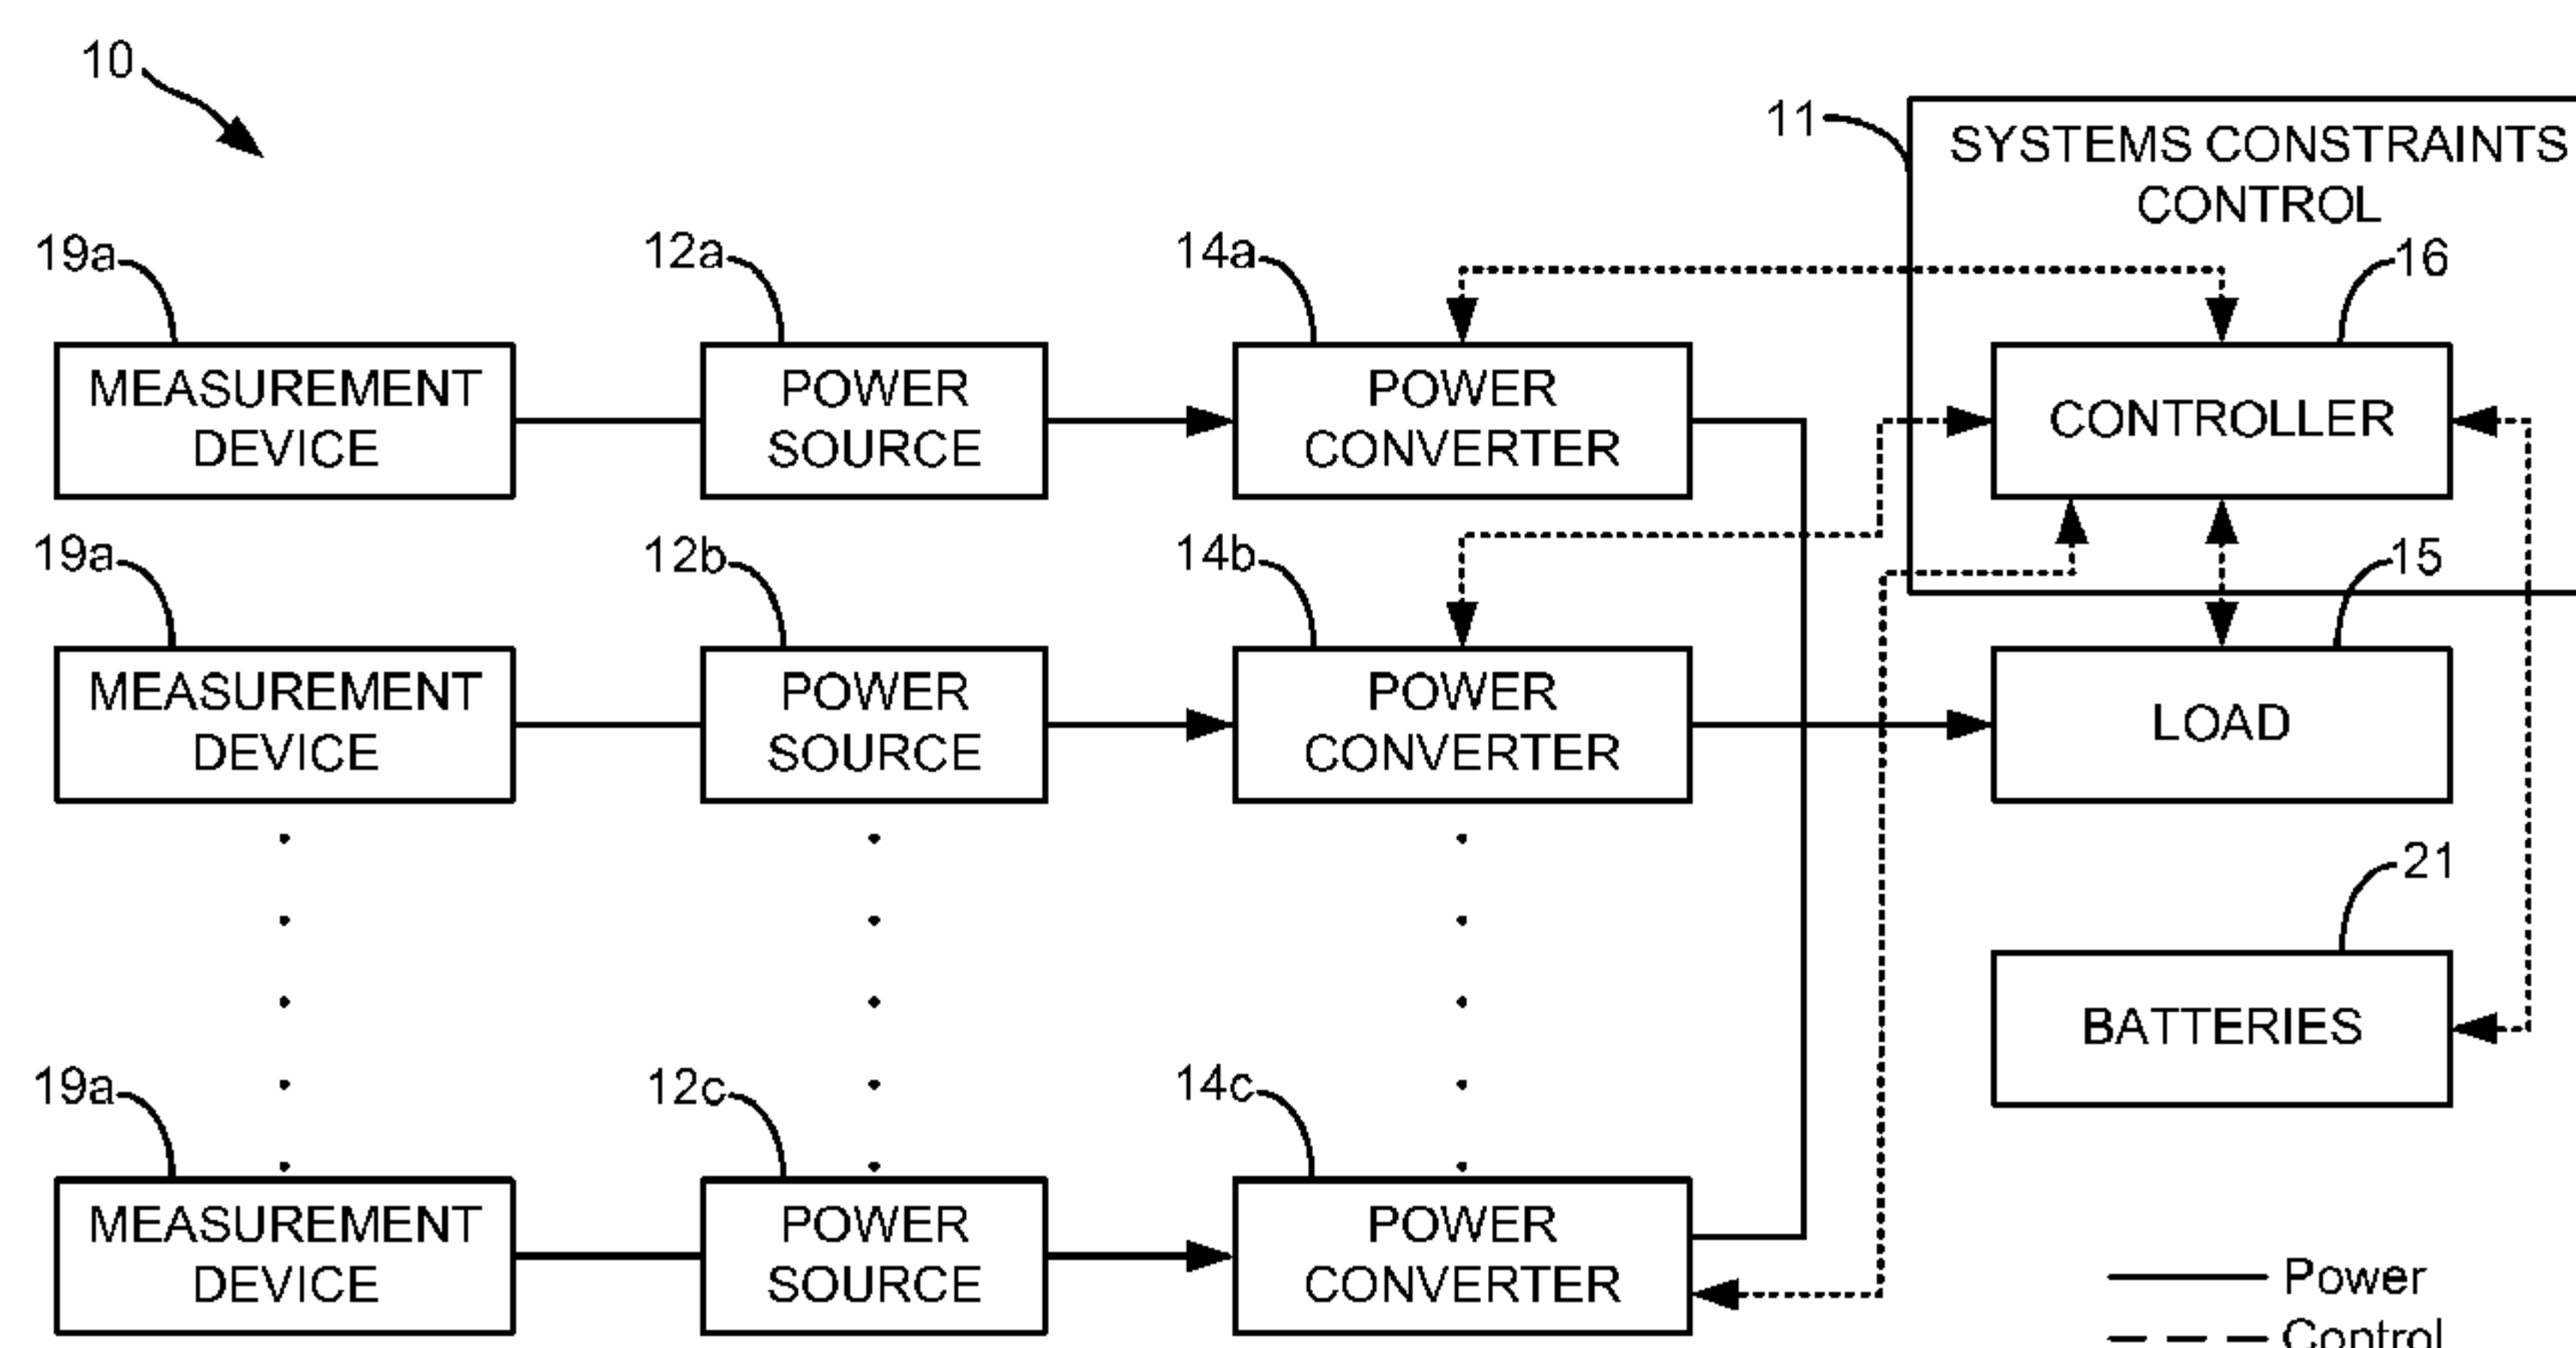 10
11
SYSTEMS CONSTRAINTS
CONTROL
19a
12a
14a
16
MEASUREMENT
DEVICE
POWER
SOURCE
POWER
CONVERTER
CONTROLLER
19a
12b
14b
15
MEASUREMENT
DEVICE
POWER
SOURCE
POWER
CONVERTER
LOAD
21
BATTERIES
19a
12c
14c
MEASUREMENT
DEVICE
POWER
SOURCE
POWER
CONVERTER
Power
Control